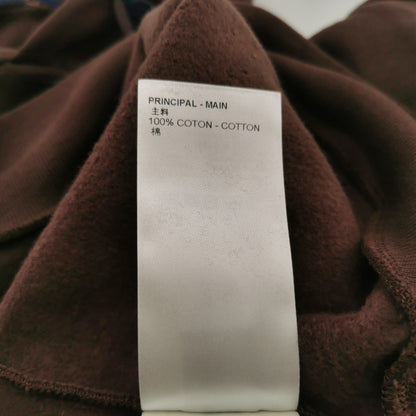 PRINCIPAL - MAIN
主料
100% COTON - COTTON
棉